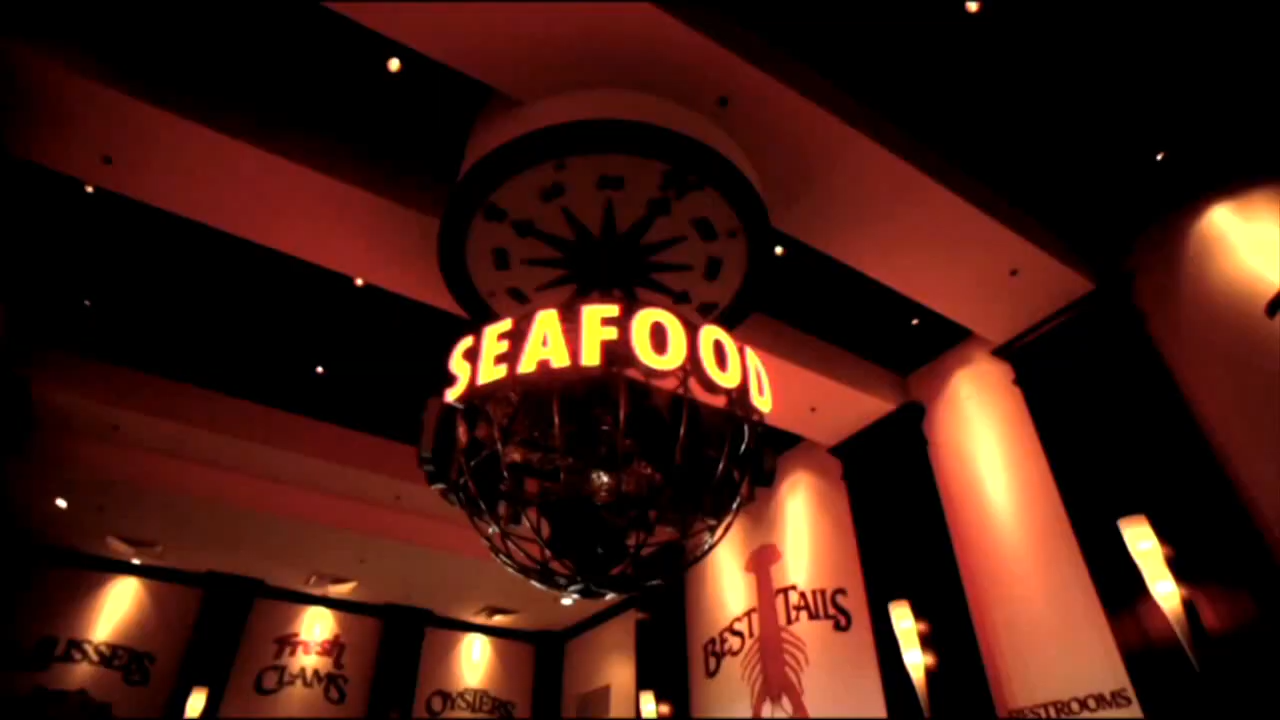 SEAFOOD
BEST TAILS
Fresh
CLAMS
OYSTERS
RESTROOMS